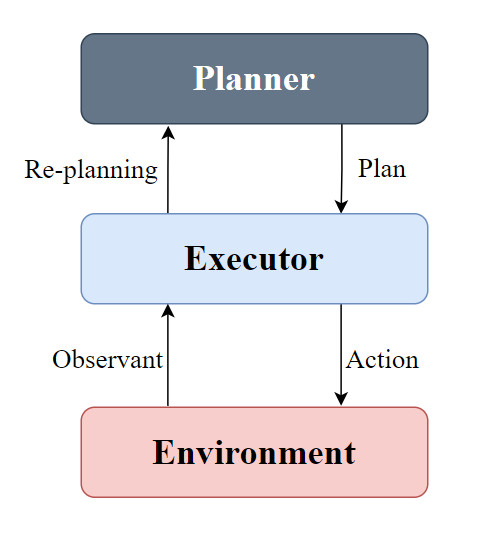 Planner
Re-planning
Plan
Executor
Observant
Action
Environment